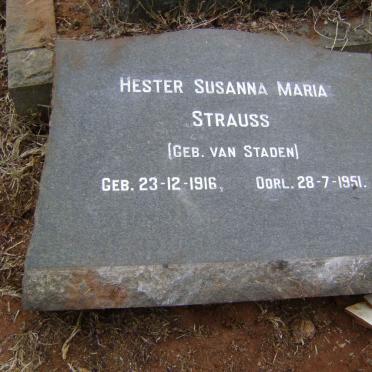 HESTER SUSANNA MARIA
STRAUSS
(GEB. VAN STADEN)
GEB. 23-12-1916, OORL. 28-7-1951.